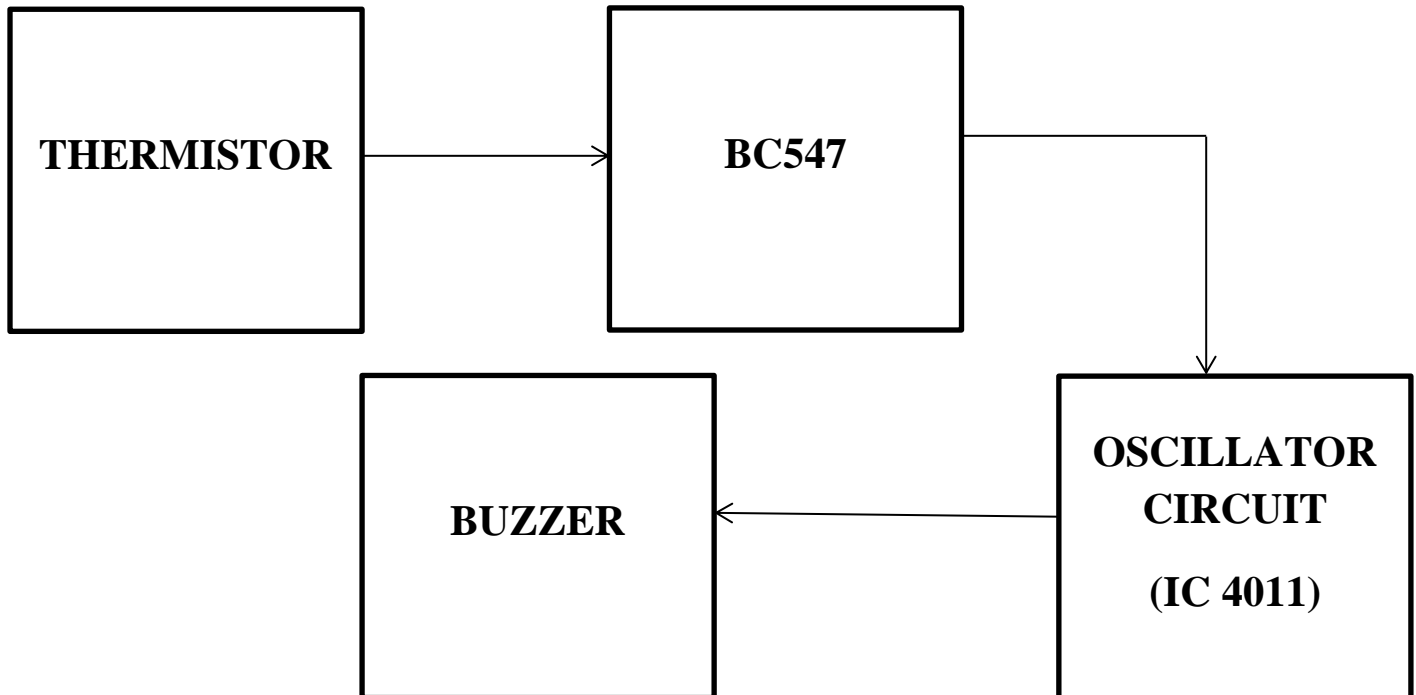 THERMISTOR
BC547
BUZZER
OSCILLATOR
CIRCUIT
(IC 4011)